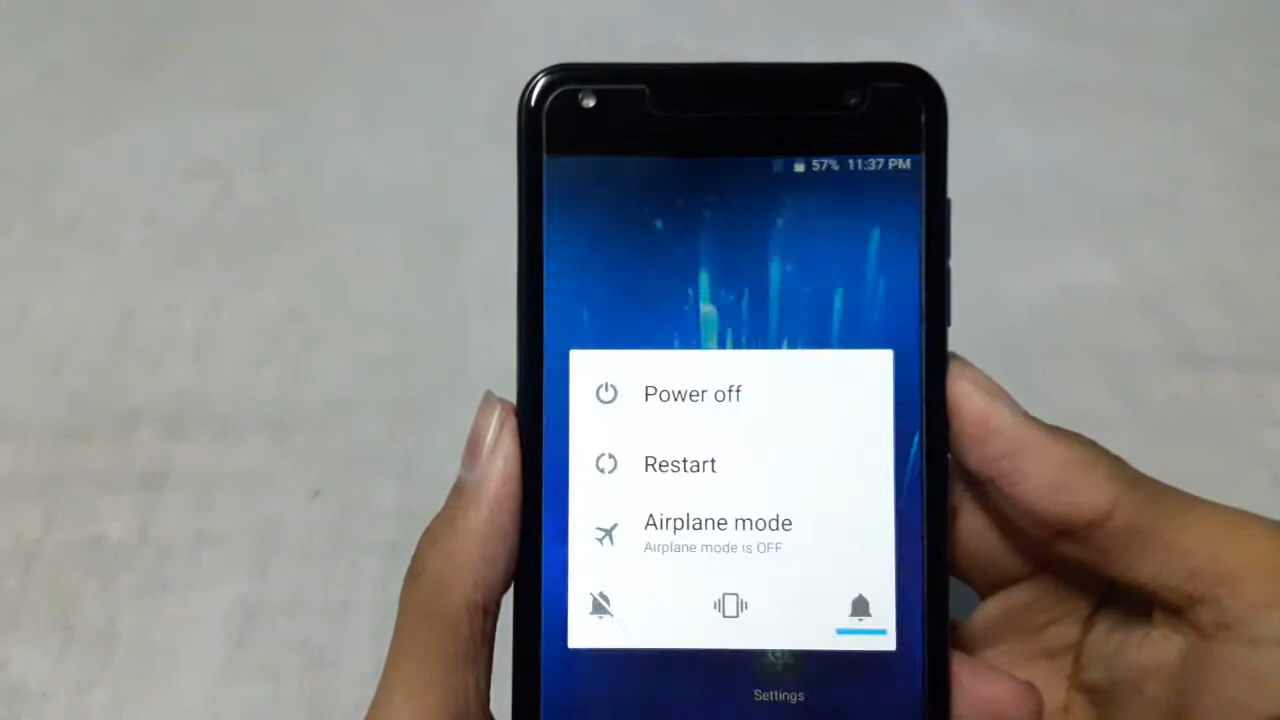 57% 11:37 PM
Power off
Restart
Airplane mode
Airplane mode is OFF
Settings